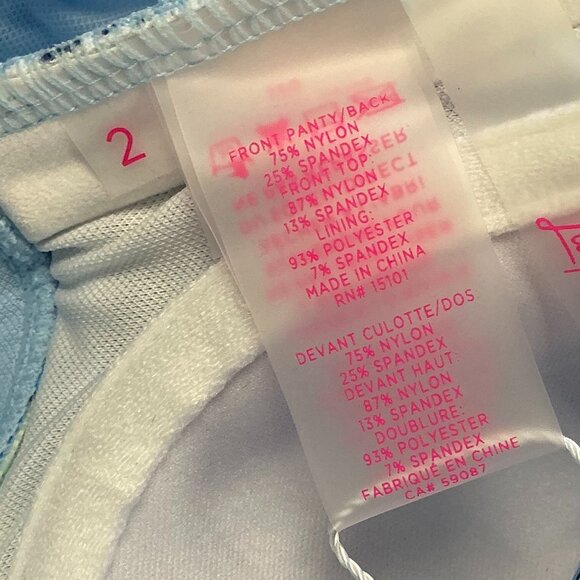 2
FRONT PANTY/BACK
75% NYLON
25% SPANDEX
FRONT TOP:
87% NYLON
13% SPANDEX
LINING:
93% POLYESTER
7% SPANDEX
MADE IN CHINA
RN# 15101
DEVANT CULOTTE/DOS
75% NYLON
25% SPANDEX
DEVANT HAUT:
87% NYLON
13% SPANDEX
DOUBLURE:
93% POLYESTER
7% SPANDEX
FABRIQUÉ EN CHINE
CA# 59087